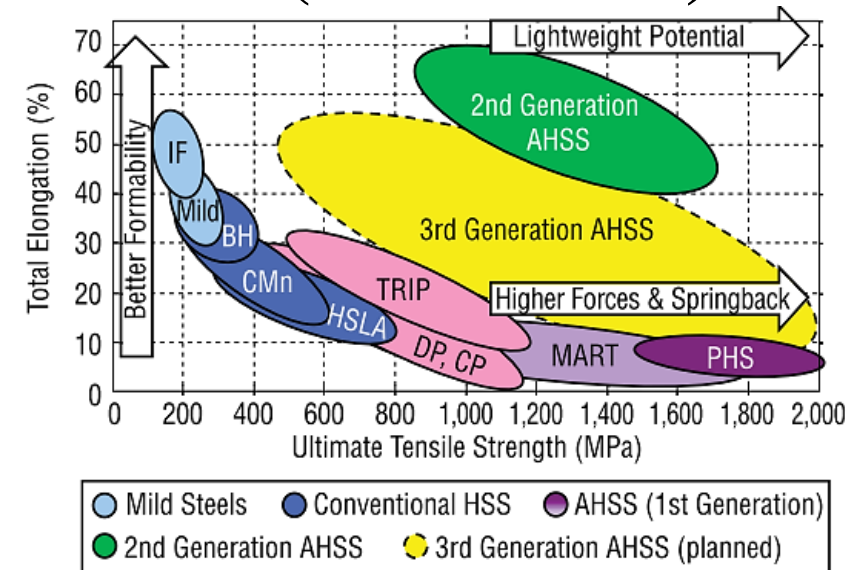 Lightweight Potential
Total Elongation (%)
70
60
50
40
30
20
10
0
Better Formability
IF
Mild
BH
CMn
HSLA
TRIP
DP, CP
2nd Generation
AHSS
3rd Generation AHSS
Higher Forces & Springback
MART
PHS
0 200 400 600 800 1,000 1,200 1,400 1,600 1,800 2,000
Ultimate Tensile Strength (MPa)
Mild Steels Conventional HSS AHSS (1st Generation)
2nd Generation AHSS 3rd Generation AHSS (planned)